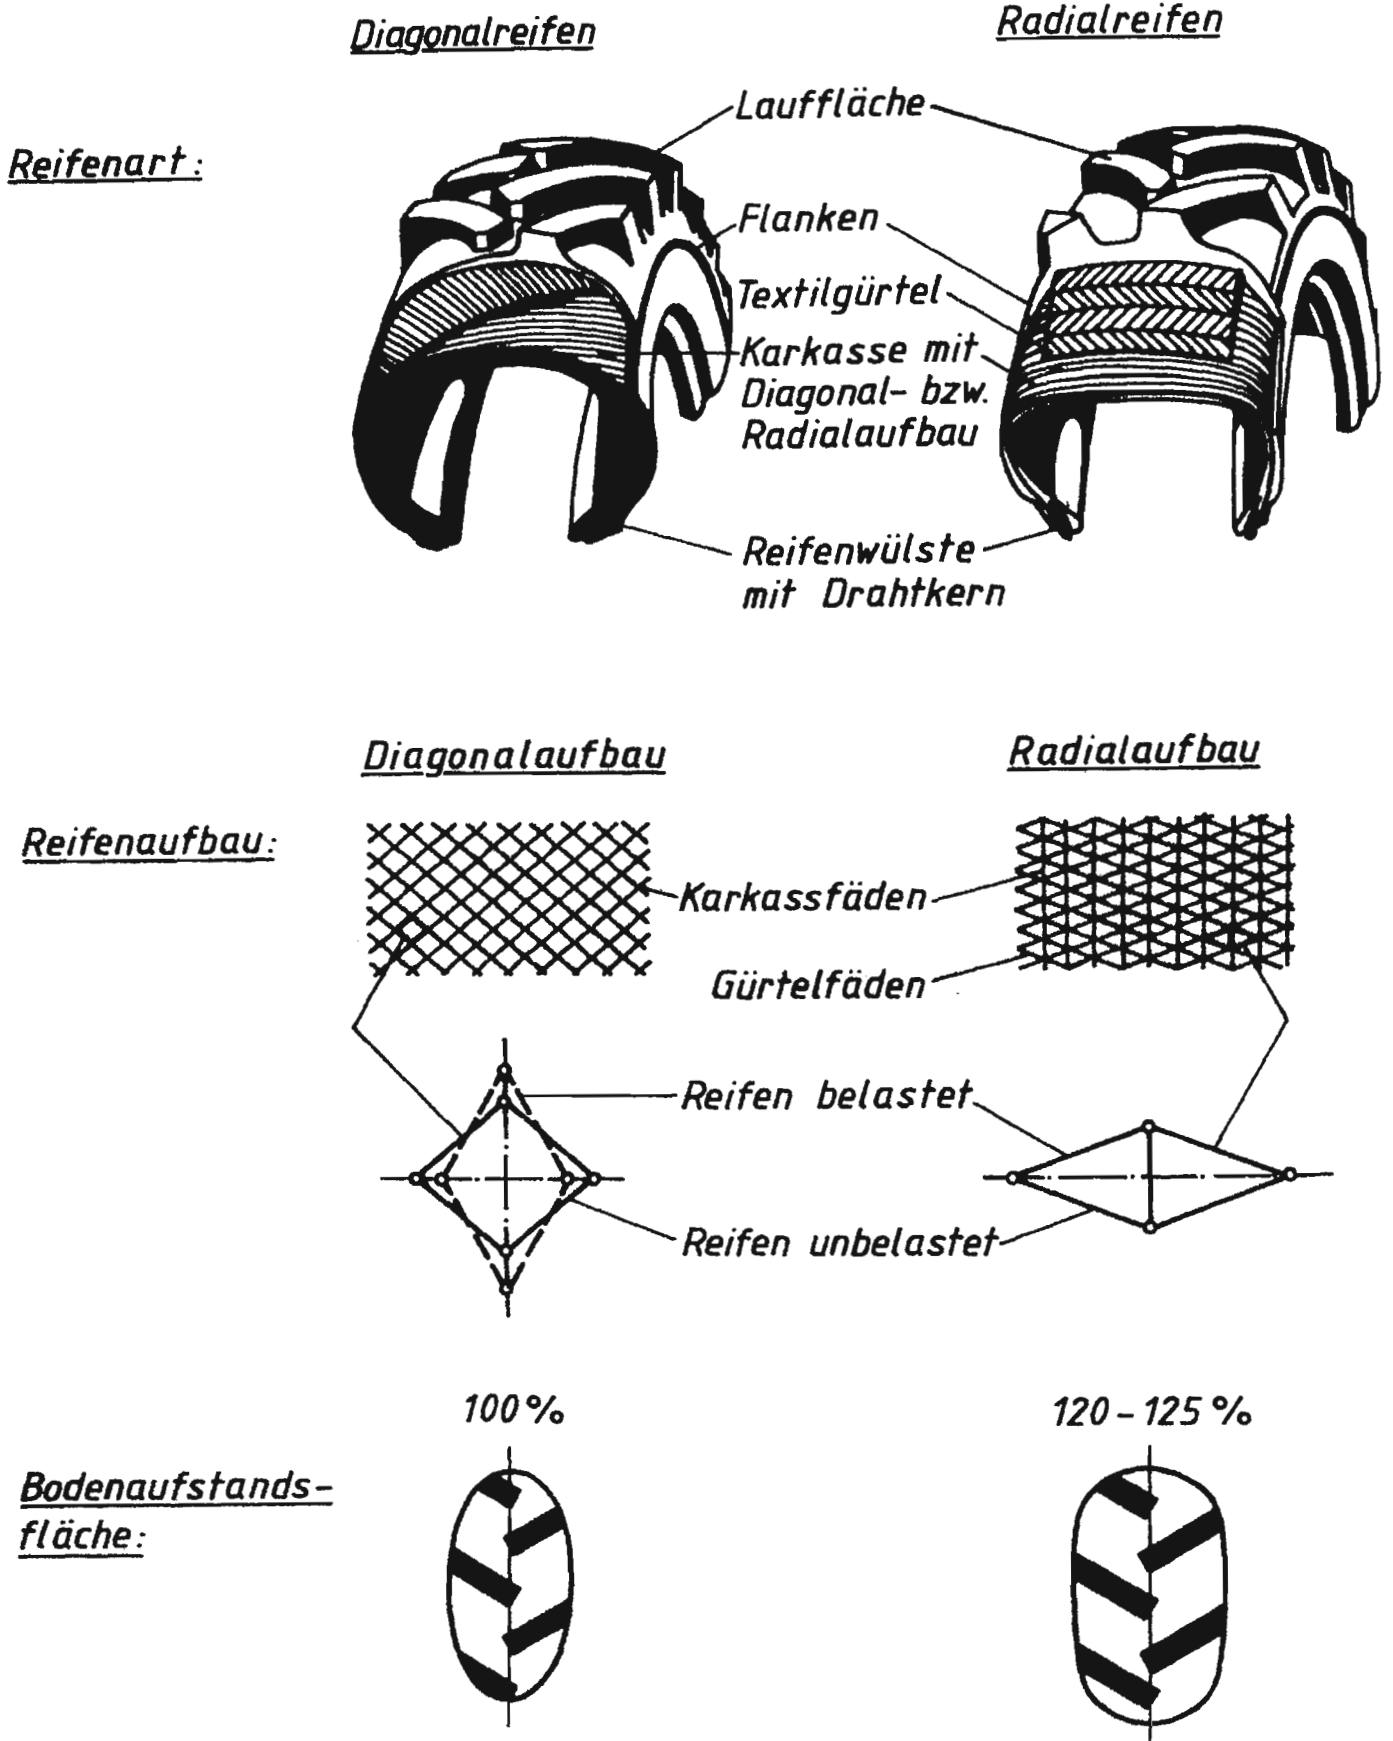 Diagonalreifen
Radialreifen
Reifenart:
Lauffläche
Flanken
Textilgürtel
Karkasse mit
Diagonal- bzw.
Radialaufbau
Reifenwülste
mit Drahtkern
Diagonalaufbau
Radialaufbau
Reifenaufbau:
Karkassfäden
Gürtelfäden
Reifen belastet
Reifen unbelastet
100%
120-125%
Bodenaufstands-
fläche: